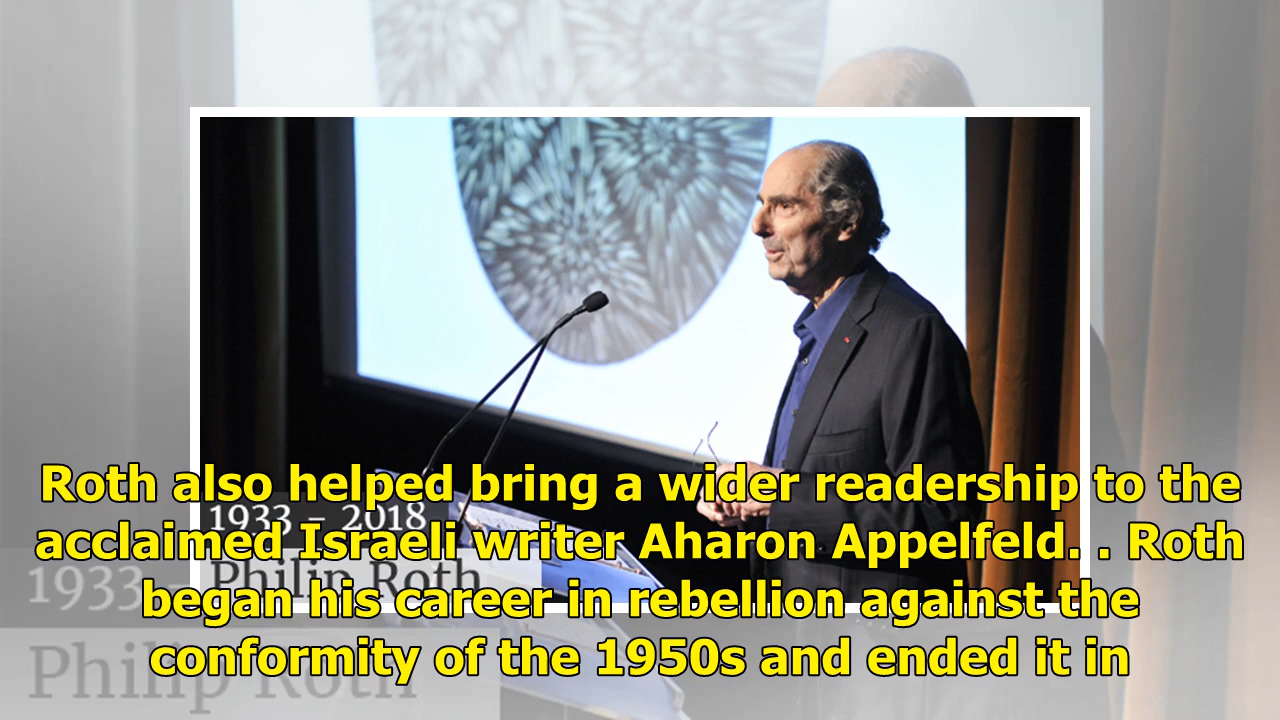 Roth also helped bring a wider readership to the
acclaimed Israeli writer Aharon Appelfeld. . Roth
began his career in rebellion against the
conformity of the 1950s and ended it in
1933 – 2018
Philip Roth
1933
Philip Roth